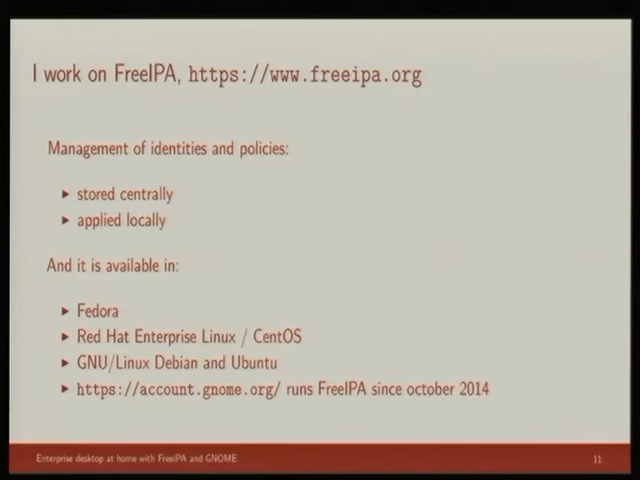 I work on FreeIPA, https://www.freeipa.org
Management of identities and policies:
▶ stored centrally
▶ applied locally
And it is available in:
▶ Fedora
▶ Red Hat Enterprise Linux / CentOS
▶ GNU/Linux Debian and Ubuntu
▶ https://account.gnome.org/ runs FreeIPA since october 2014
Enterprise desktop at home with FreeIPA and GNOME 11